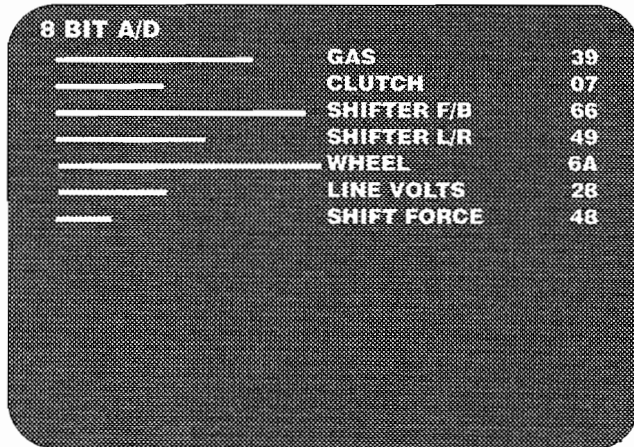 8 BIT A/D
GAS 39
CLUTCH 07
SHIFTER F/B 66
SHIFTER L/R 49
WHEEL 6A
LINE VOLTS 28
SHIFT FORCE 48